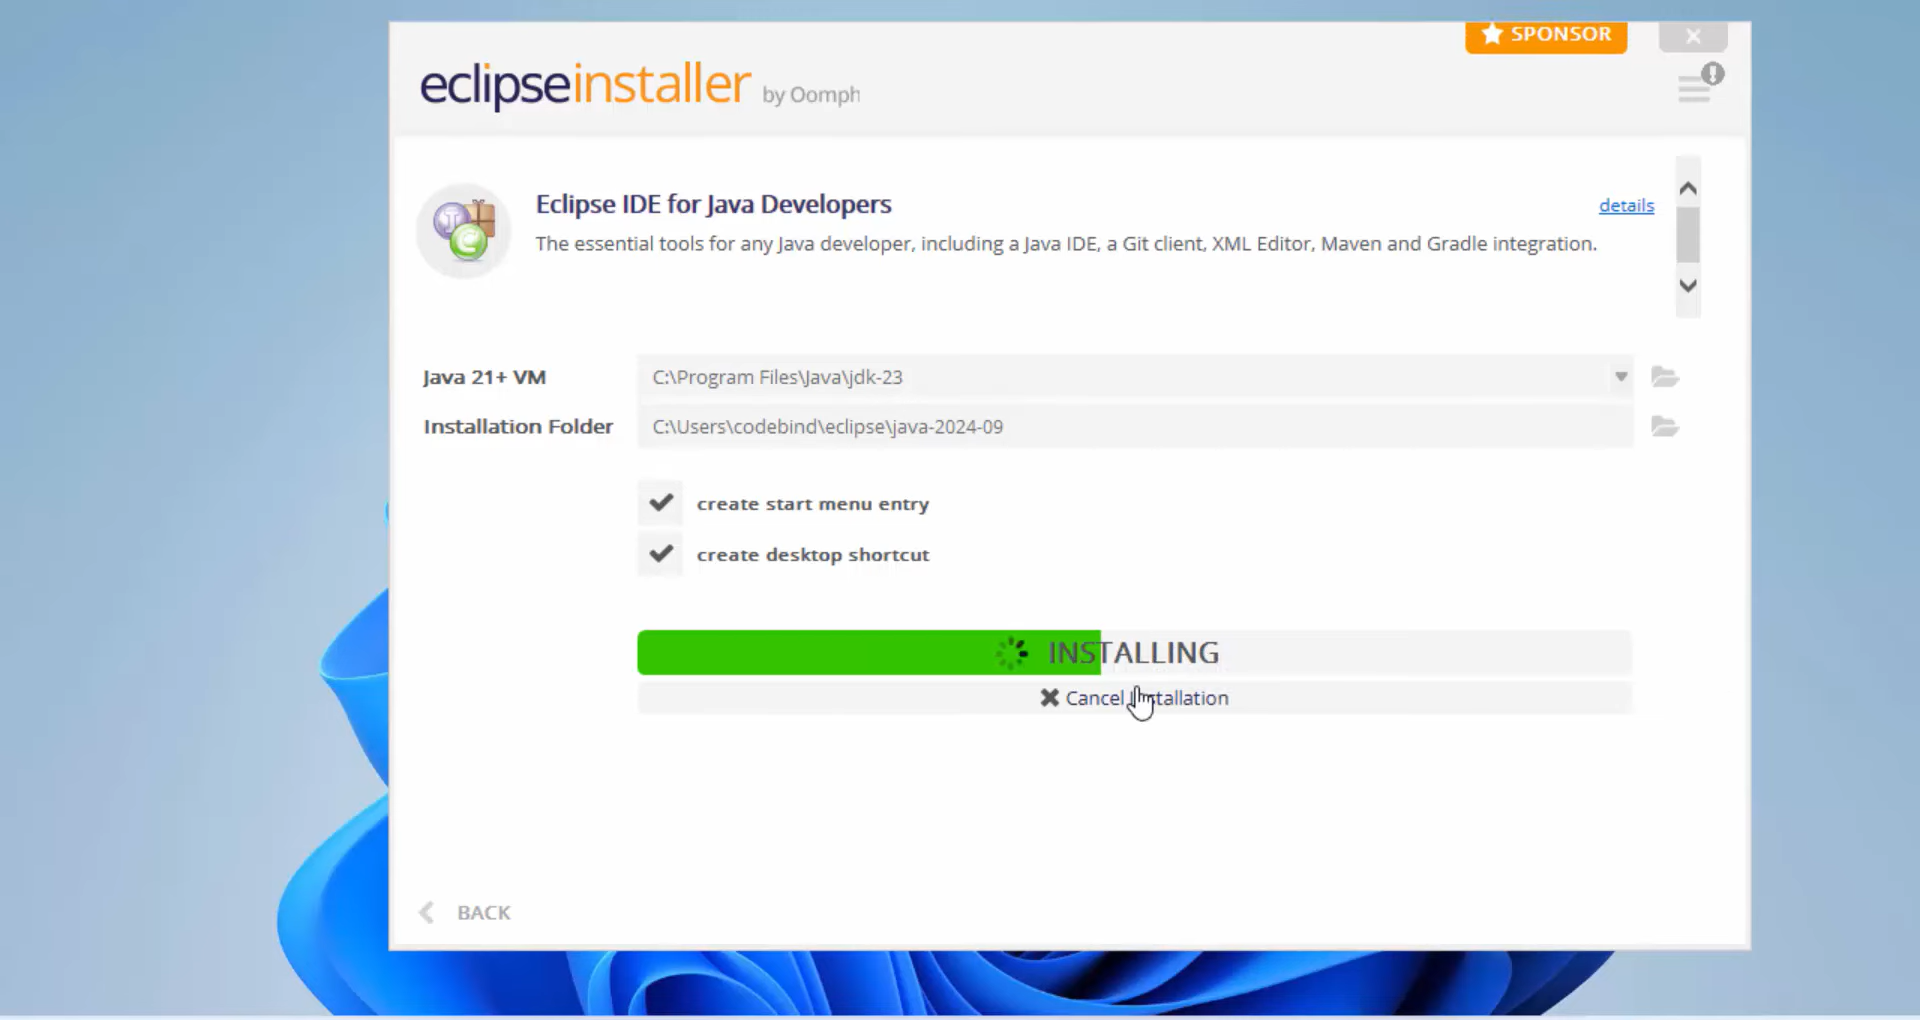 SPONSOR
eclipseinstaller by Oomph
Eclipse IDE for Java Developers
details
The essential tools for any Java developer, including a Java IDE, a Git client, XML Editor, Maven and Gradle integration.
Java 21+ VM
C:\Program Files\Java\jdk-23
Installation Folder
C:\Users\codebind\eclipse\java-2024-09
create start menu entry
create desktop shortcut
INSTALLING
Cancel Installation
BACK